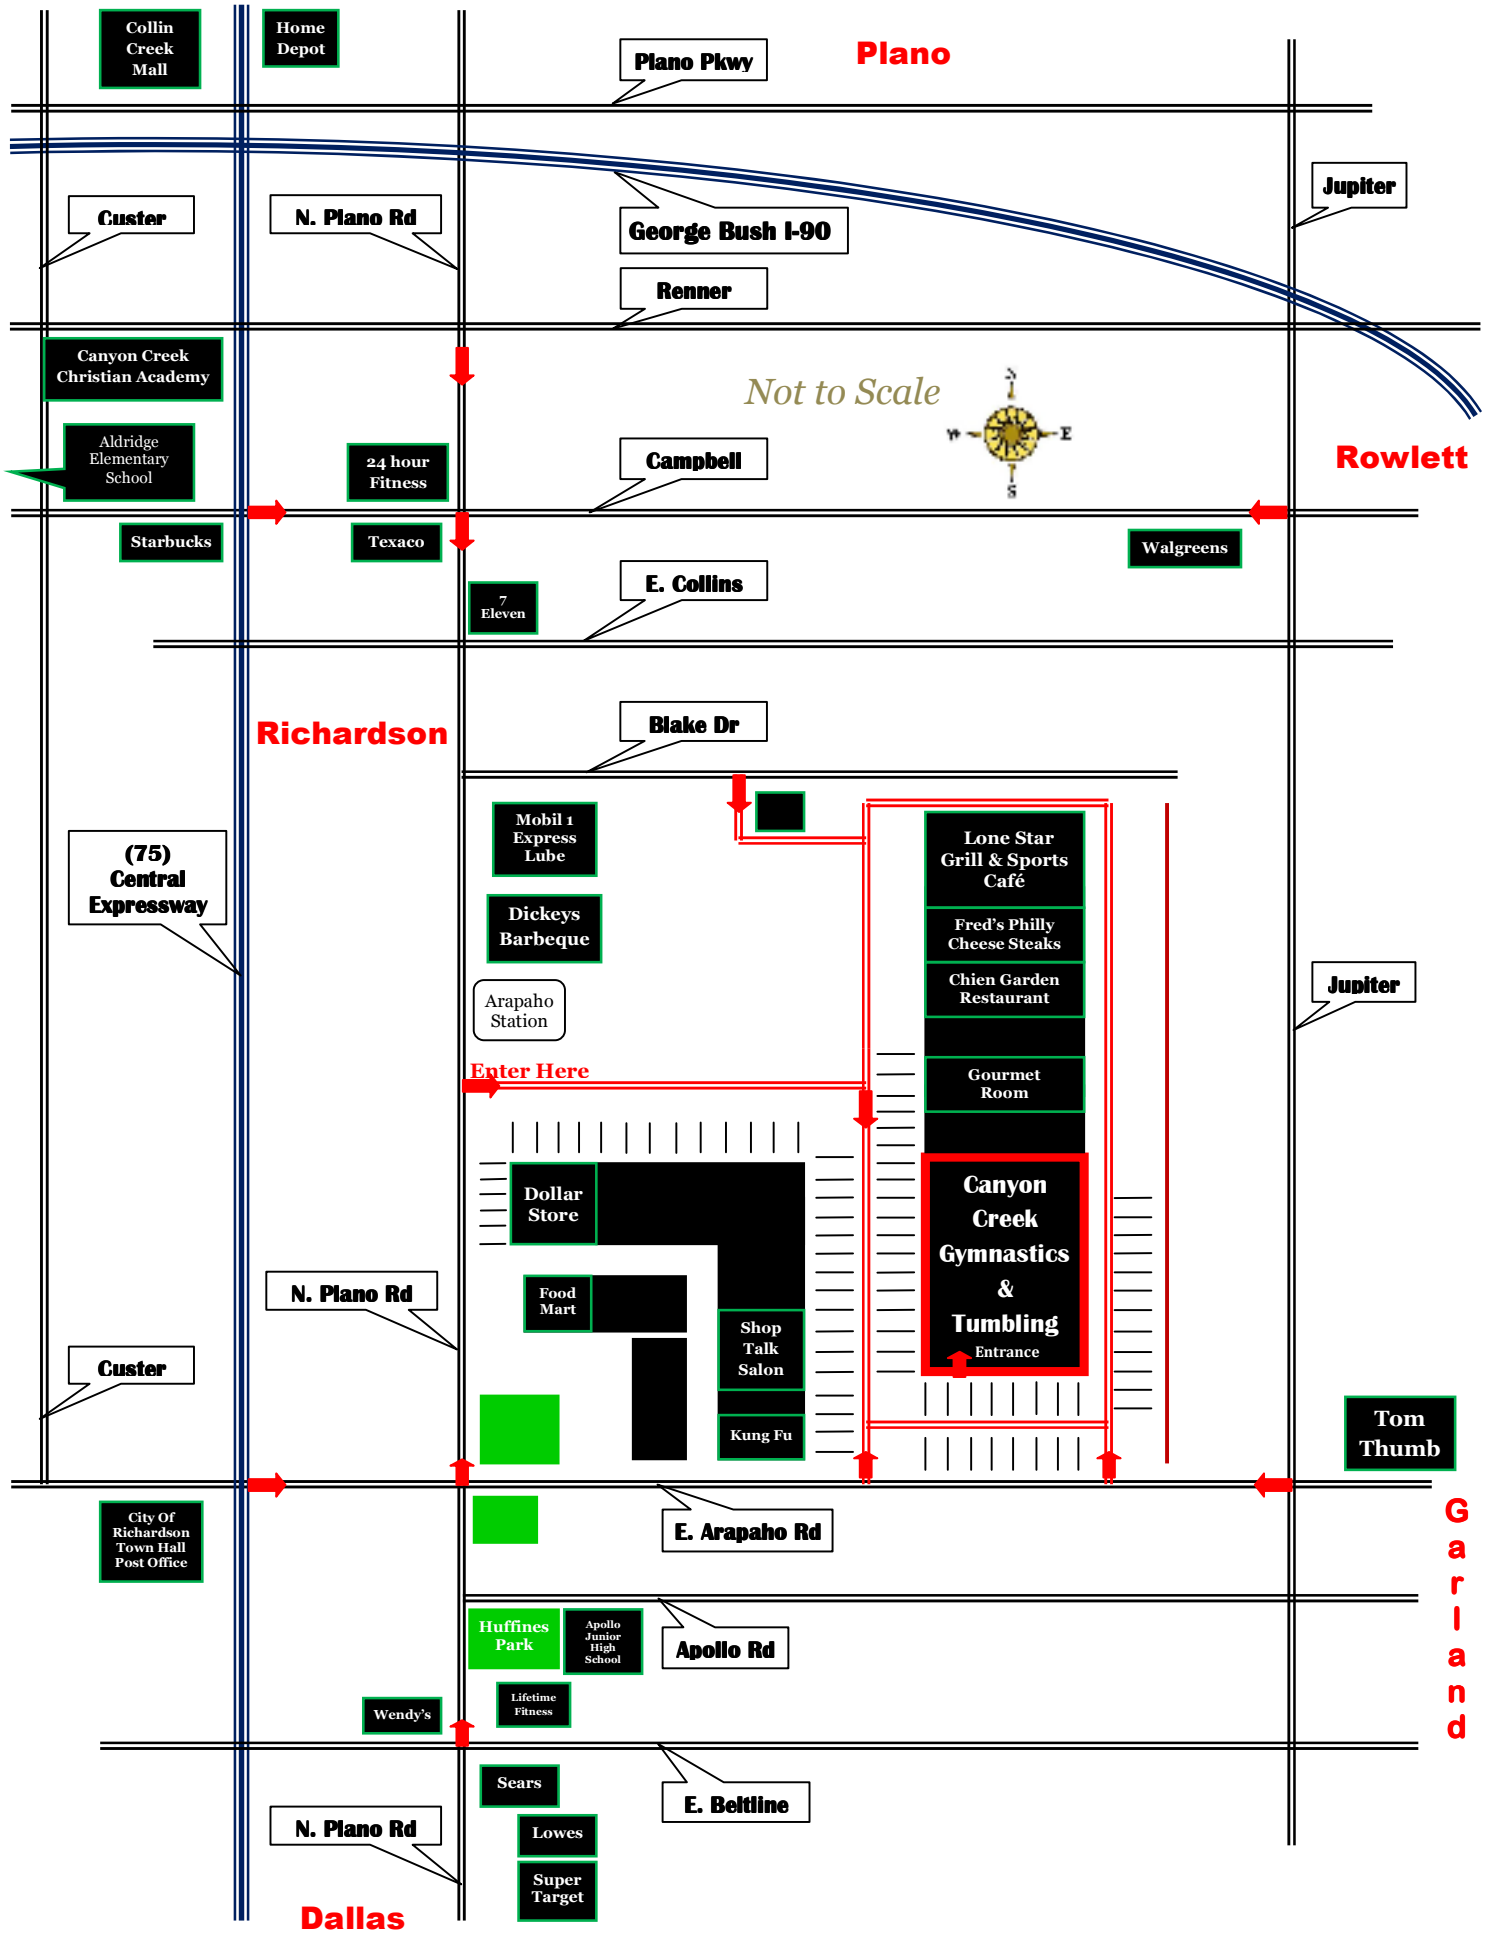 Collin
Creek
Mall
Home
Depot
Plano Pkwy
Plano
Jupiter
Custer
N. Plano Rd
George Bush I-90
Renner
Canyon Creek
Christian Academy
Not to Scale
N
W
E
S
Aldridge
Elementary
School
24 hour
Fitness
Campbell
Rowlett
Starbucks
Texaco
Walgreens
7
Eleven
E. Collins
Richardson
Blake Dr
Mobil 1
Express
Lube
(75)
Central
Expressway
Lone Star
Grill & Sports
Café
Dickeys
Barbeque
Fred's Philly
Cheese Steaks
Chien Garden
Restaurant
Jupiter
Arapaho
Station
Enter Here
Gourmet
Room
Dollar
Store
Canyon
Creek
Gymnastics
&
Tumbling
Entrance
N. Plano Rd
Food
Mart
Shop
Talk
Salon
Custer
Kung Fu
Tom
Thumb
City Of
Richardson
Town Hall
Post Office
E. Arapaho Rd
G
a
r
l
a
n
d
Huffines
Park
Apollo
Junior
High
School
Apollo Rd
Wendy's
Lifetime
Fitness
Sears
E. Beltline
N. Plano Rd
Lowes
Super
Target
Dallas